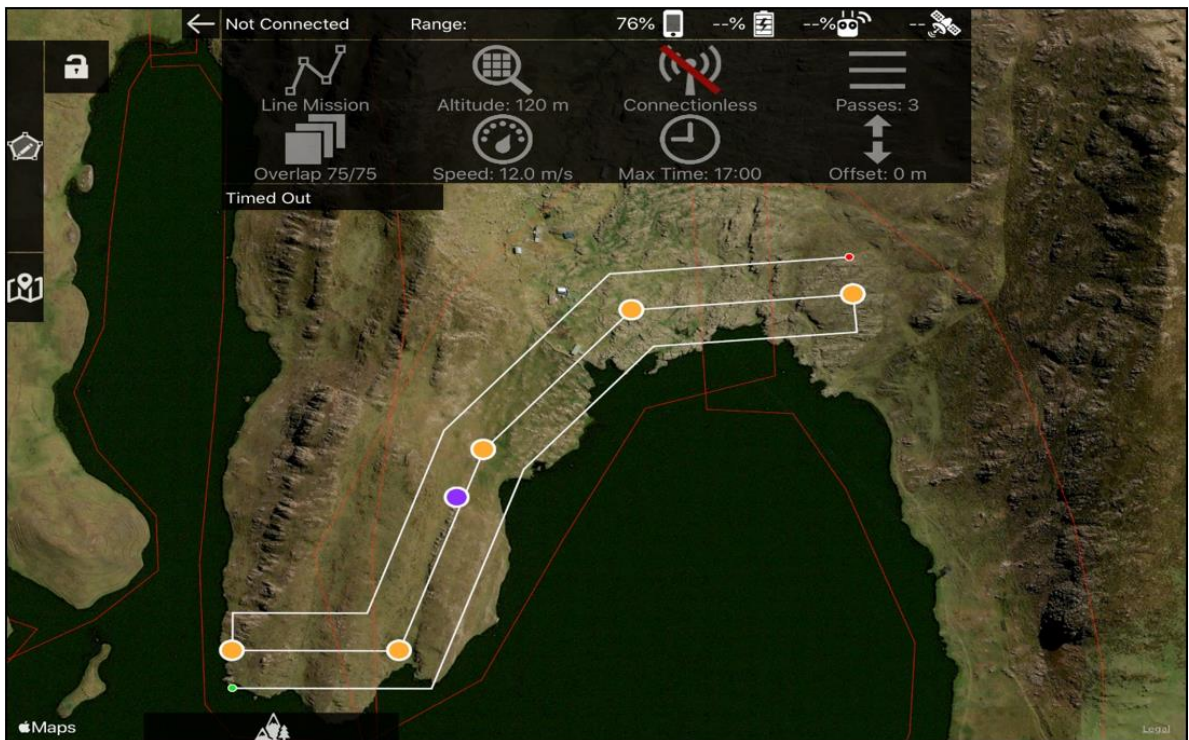 Not Connected Range: 76% --% --% --
Line Mission Altitude: 120 m Connectionless Passes: 3
Overlap 75/75 Speed: 12.0 m/s Max Time: 17:00 Offset: 0 m
Timed Out
Maps Legal